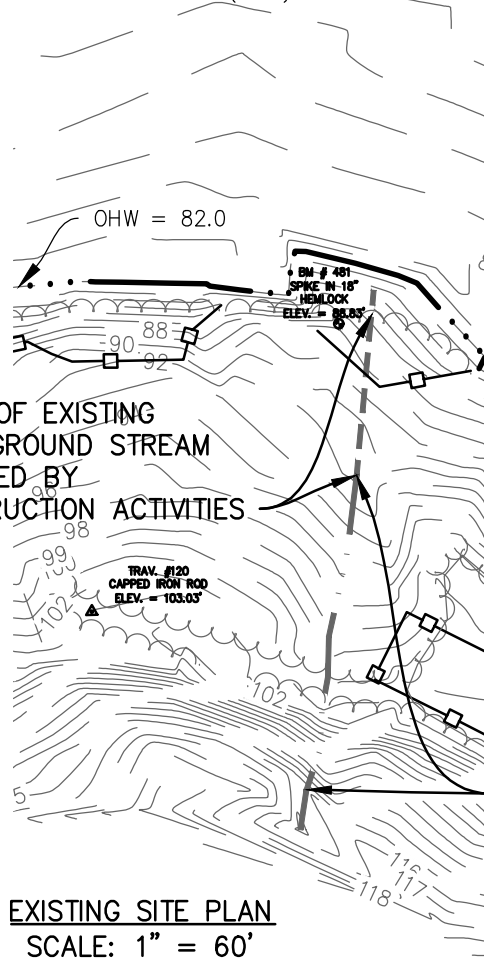 OHW = 82.0
BM # 481
SPIKE IN 18"
HEMLOCK
ELEV. = 88.83'
88
90
92
OF EXISTING
GROUND STREAM
ED BY
RUCTION ACTIVITIES
96
98
99
TRAV. #120
CAPPED IRON ROD
ELEV. = 103.03'
102
102
5
116
117
118
EXISTING SITE PLAN
SCALE: 1" = 60'